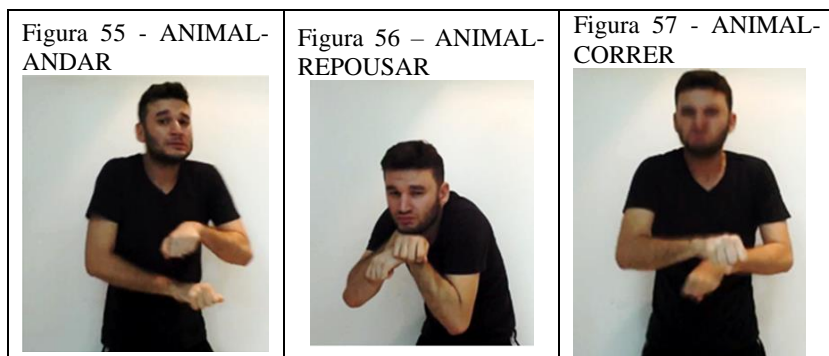 Figura 55 - ANIMAL-
ANDAR
Figura 56 – ANIMAL-
REPOUSAR
Figura 57 - ANIMAL-
CORRER